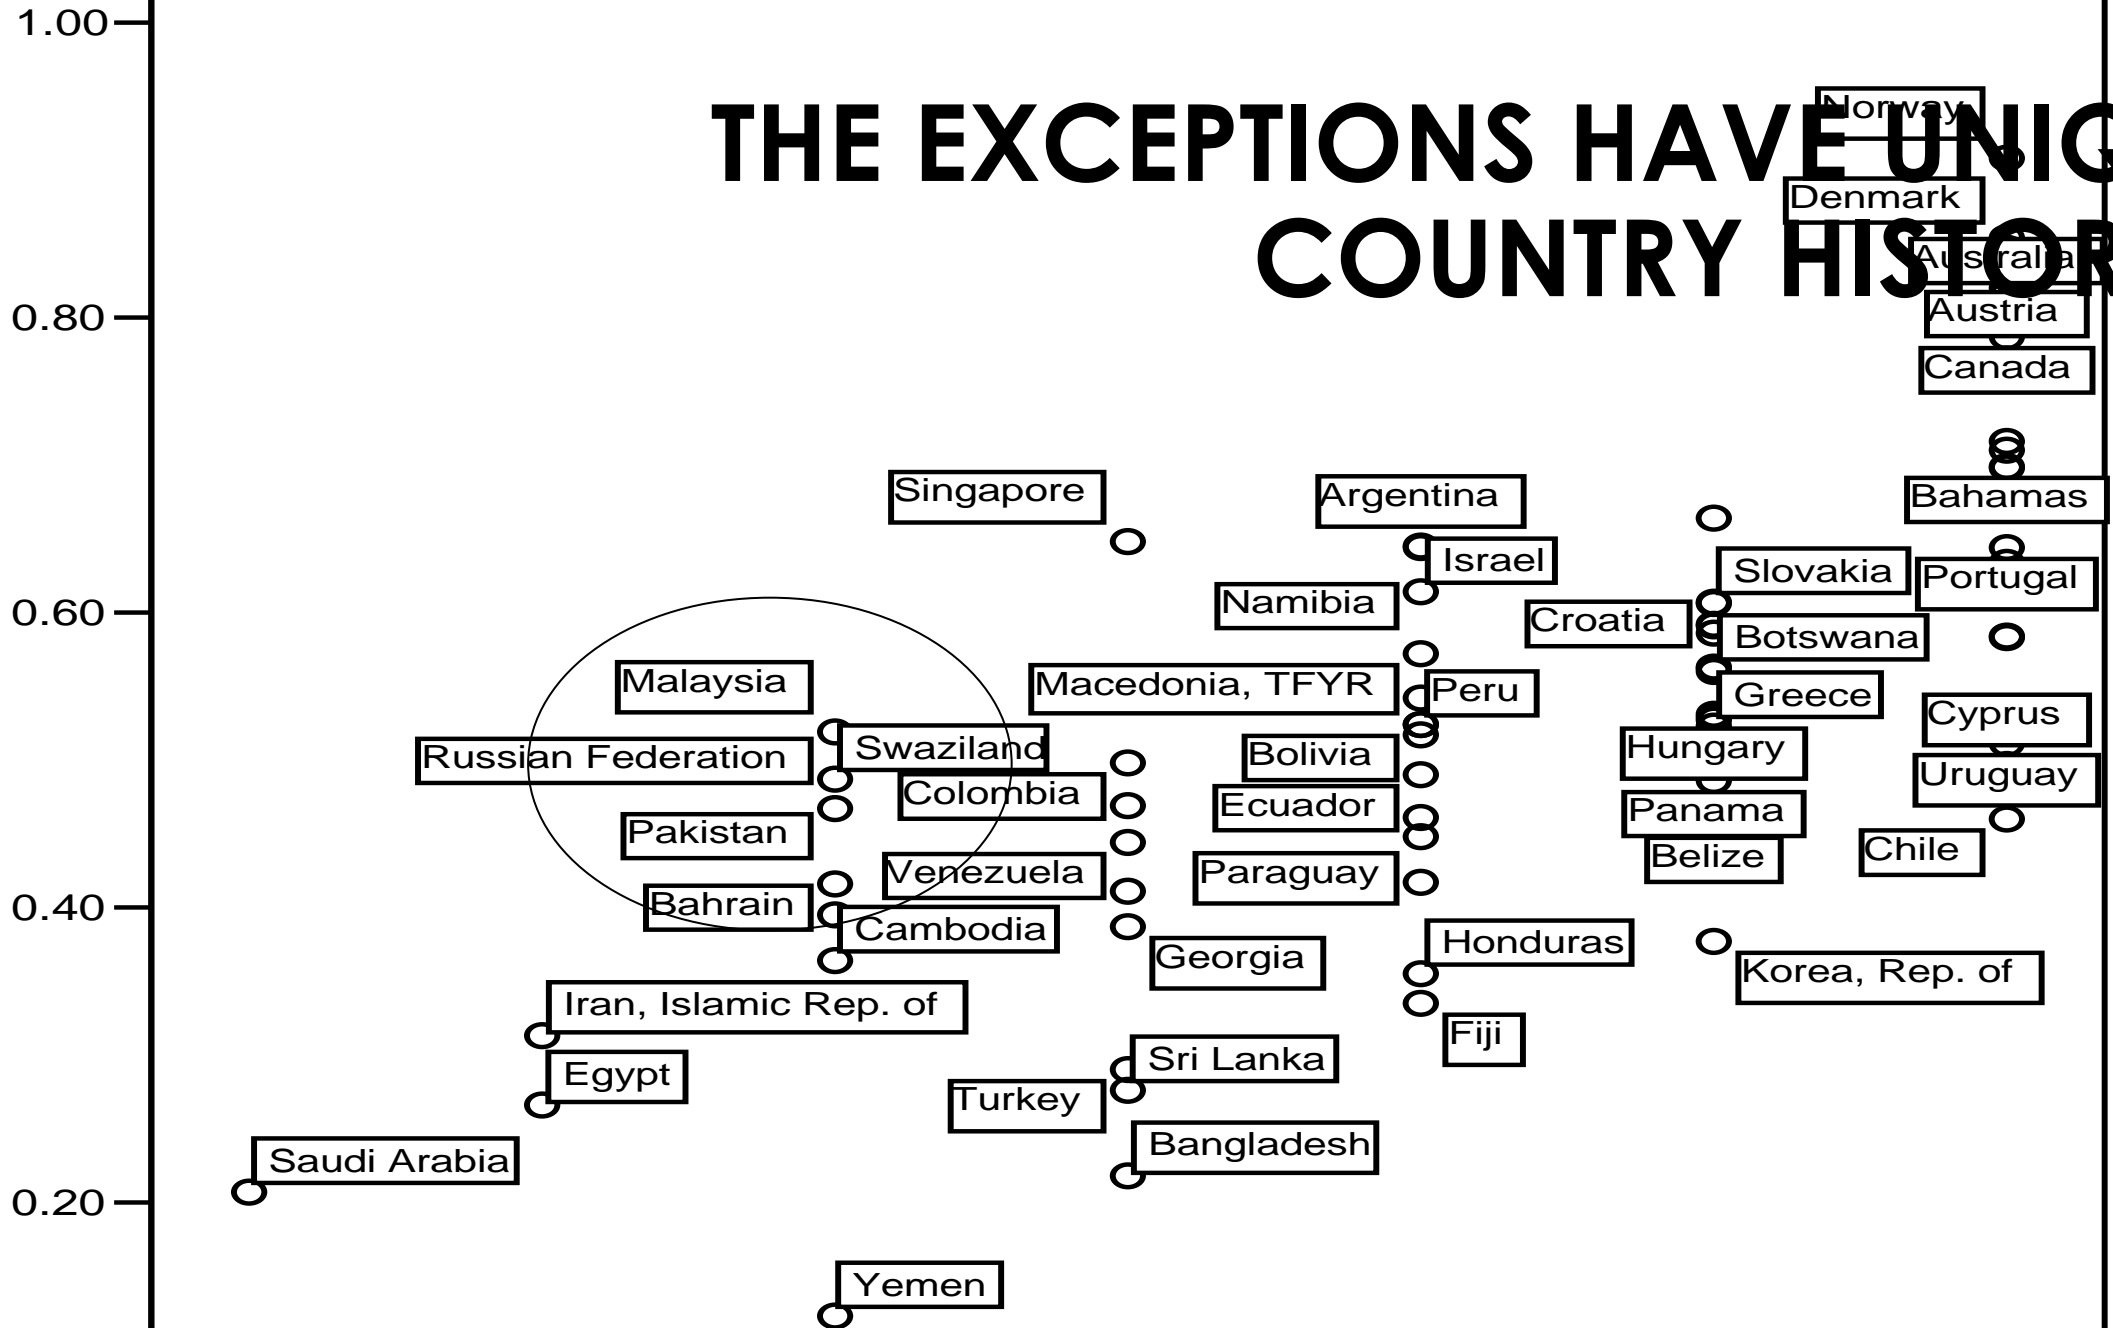 1.00
THE EXCEPTIONS HAVE
COUNTRY
Norway
Denmark
Australia
0.80
Austria
Canada
Singapore
Argentina
Bahamas
Israel
Slovakia
Portugal
0.60
Namibia
Croatia
Botswana
Malaysia
Macedonia, TFYR
Peru
Greece
Cyprus
Russian Federation
Swaziland
Bolivia
Hungary
Uruguay
Colombia
Ecuador
Panama
Pakistan
Belize
Chile
Venezuela
Paraguay
0.40
Bahrain
Cambodia
Honduras
Georgia
Korea, Rep. of
Iran, Islamic Rep. of
Fiji
Egypt
Sri Lanka
Turkey
Bangladesh
Saudi Arabia
0.20
Yemen